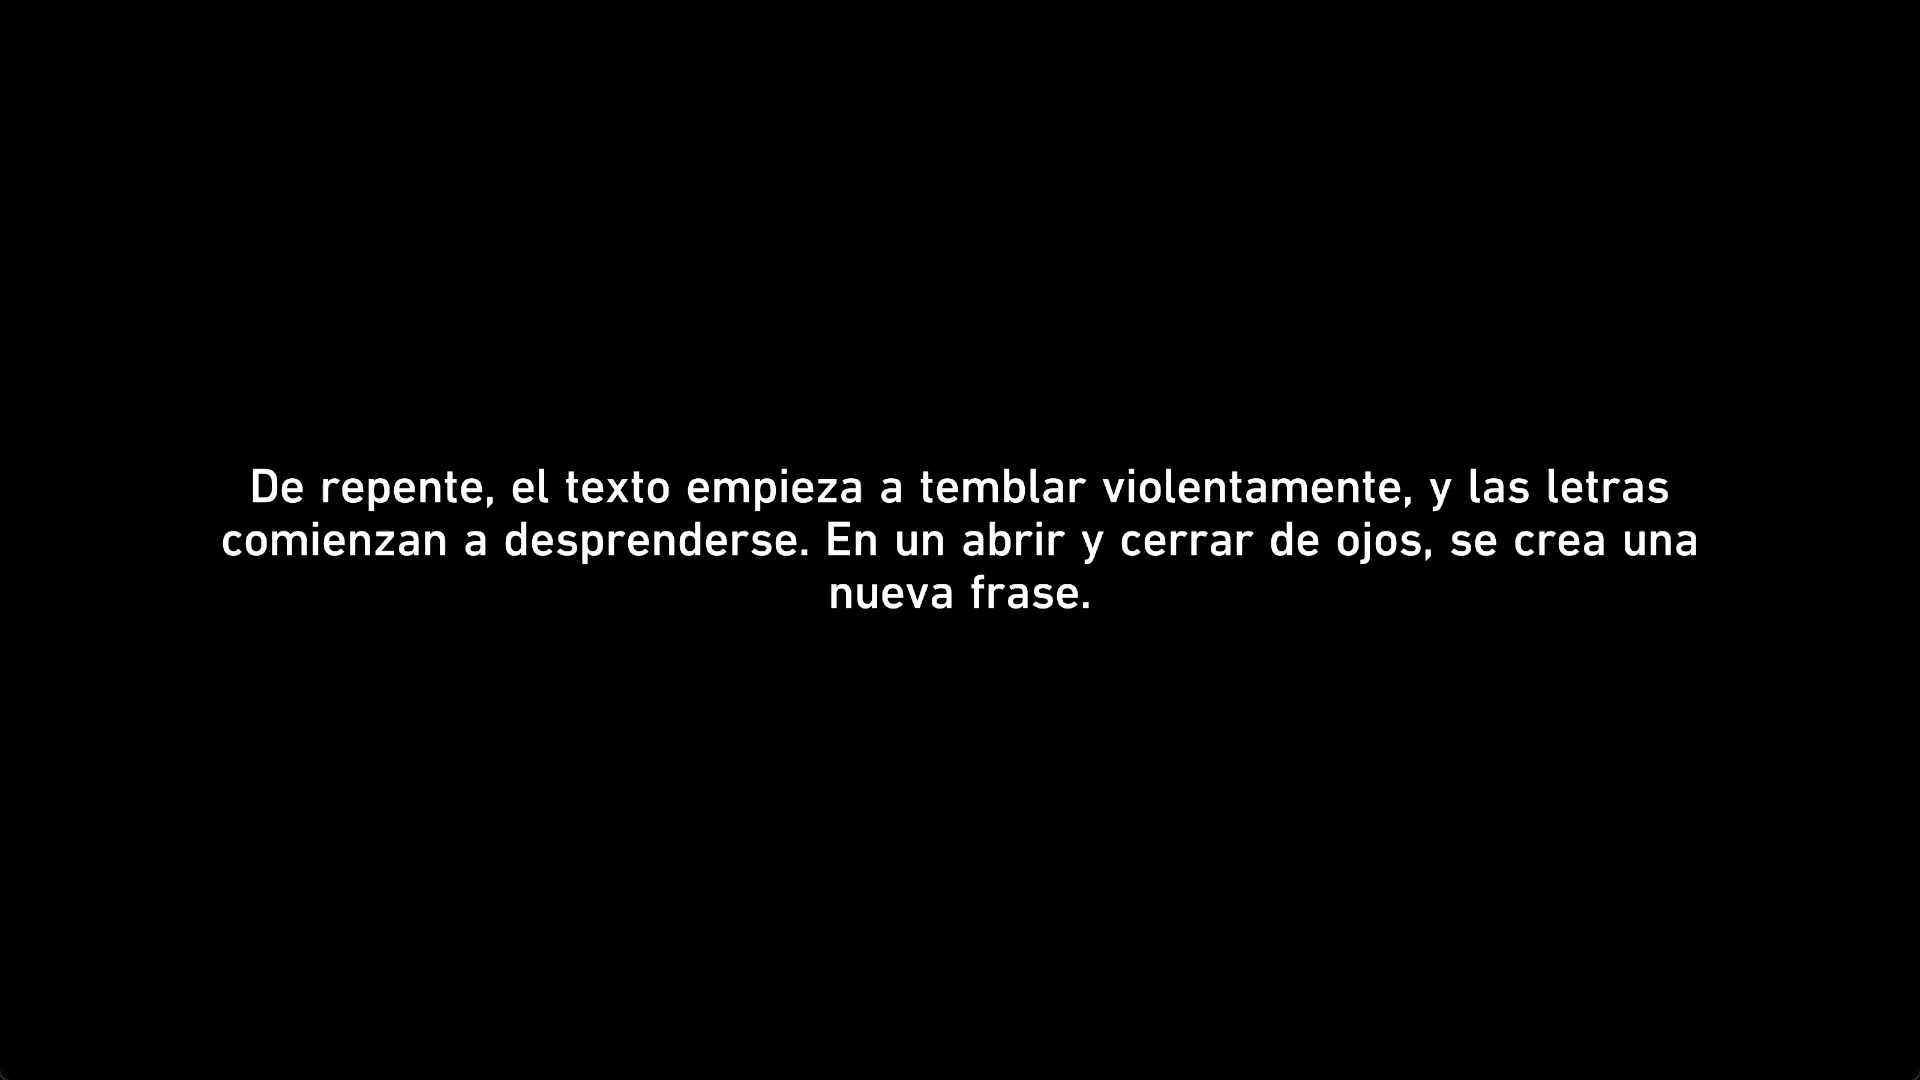 De repente, el texto empieza a temblar violentamente, y las letras
comienzan a desprenderse. En un abrir y cerrar de ojos, se crea una
nueva frase.